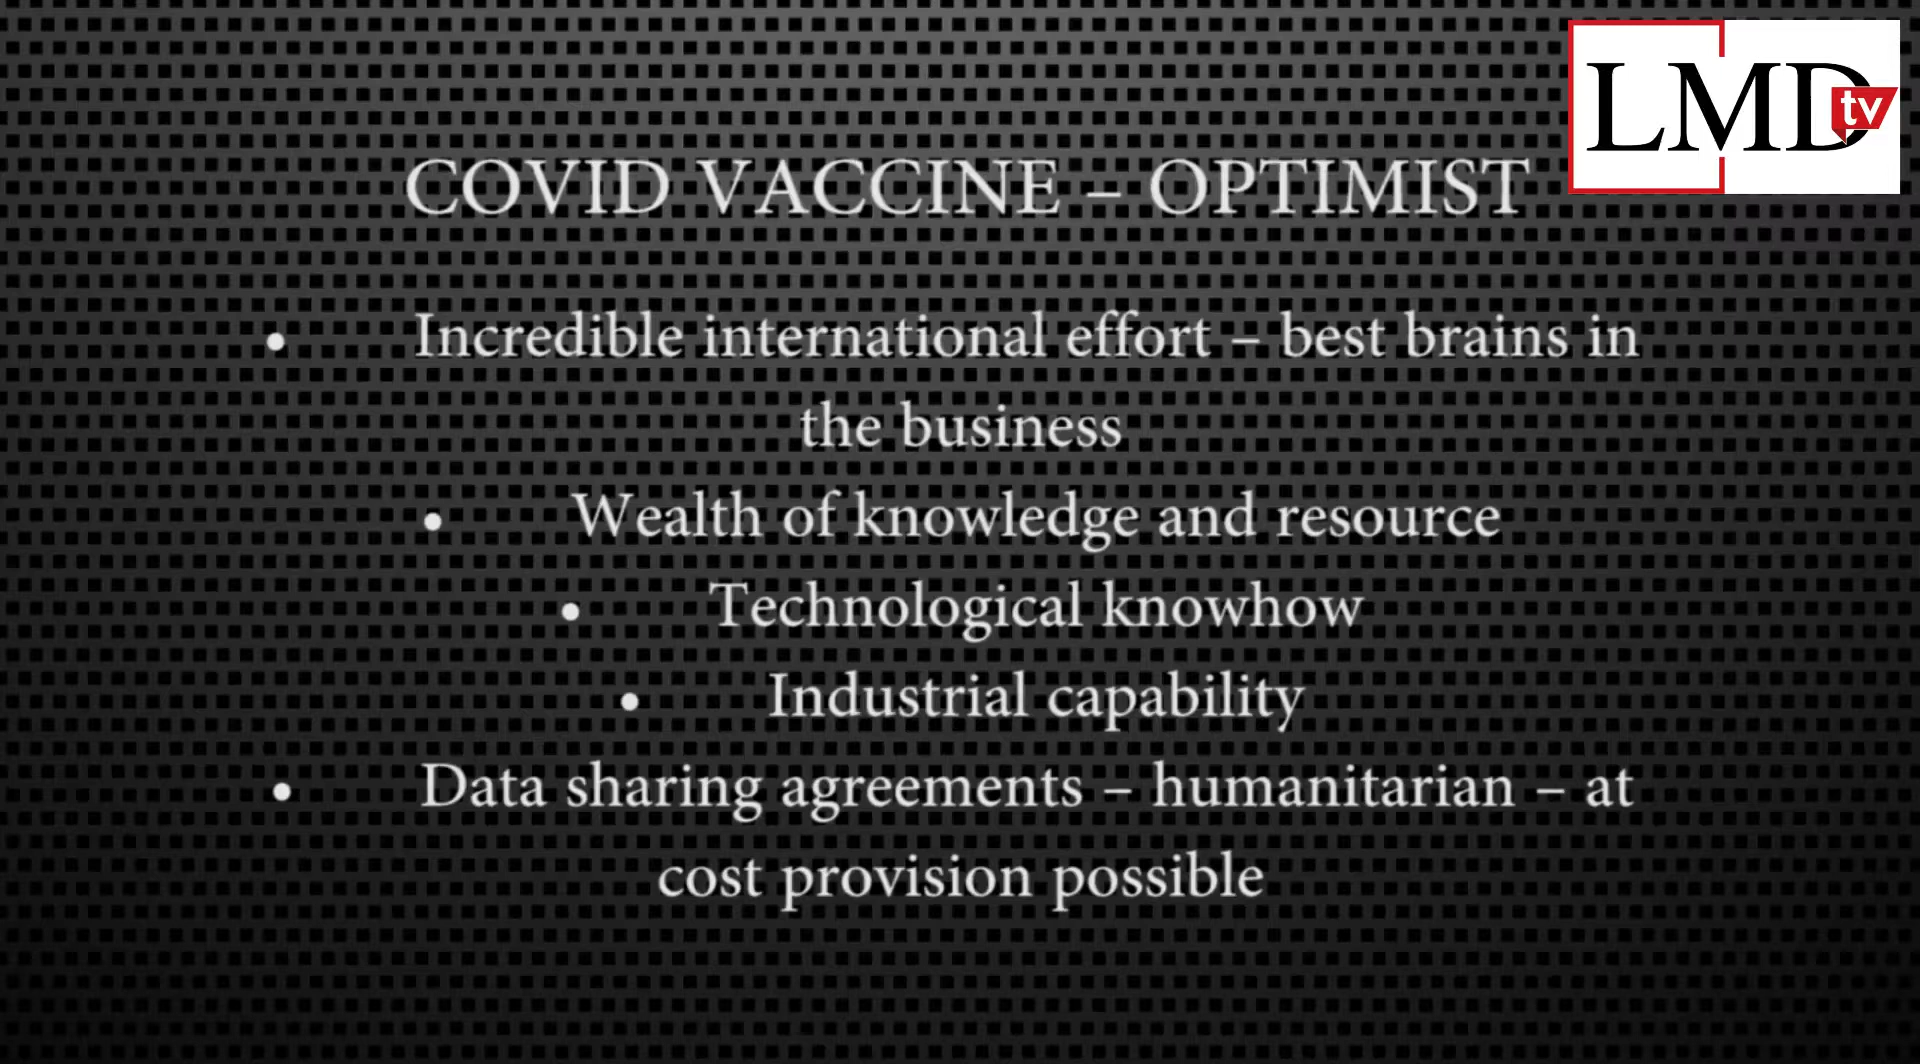 LMD tv
COVID VACCINE – OPTIMIST
• Incredible international effort – best brains in
the business
• Wealth of knowledge and resource
• Technological knowhow
• Industrial capability
• Data sharing agreements – humanitarian – at
cost provision possible